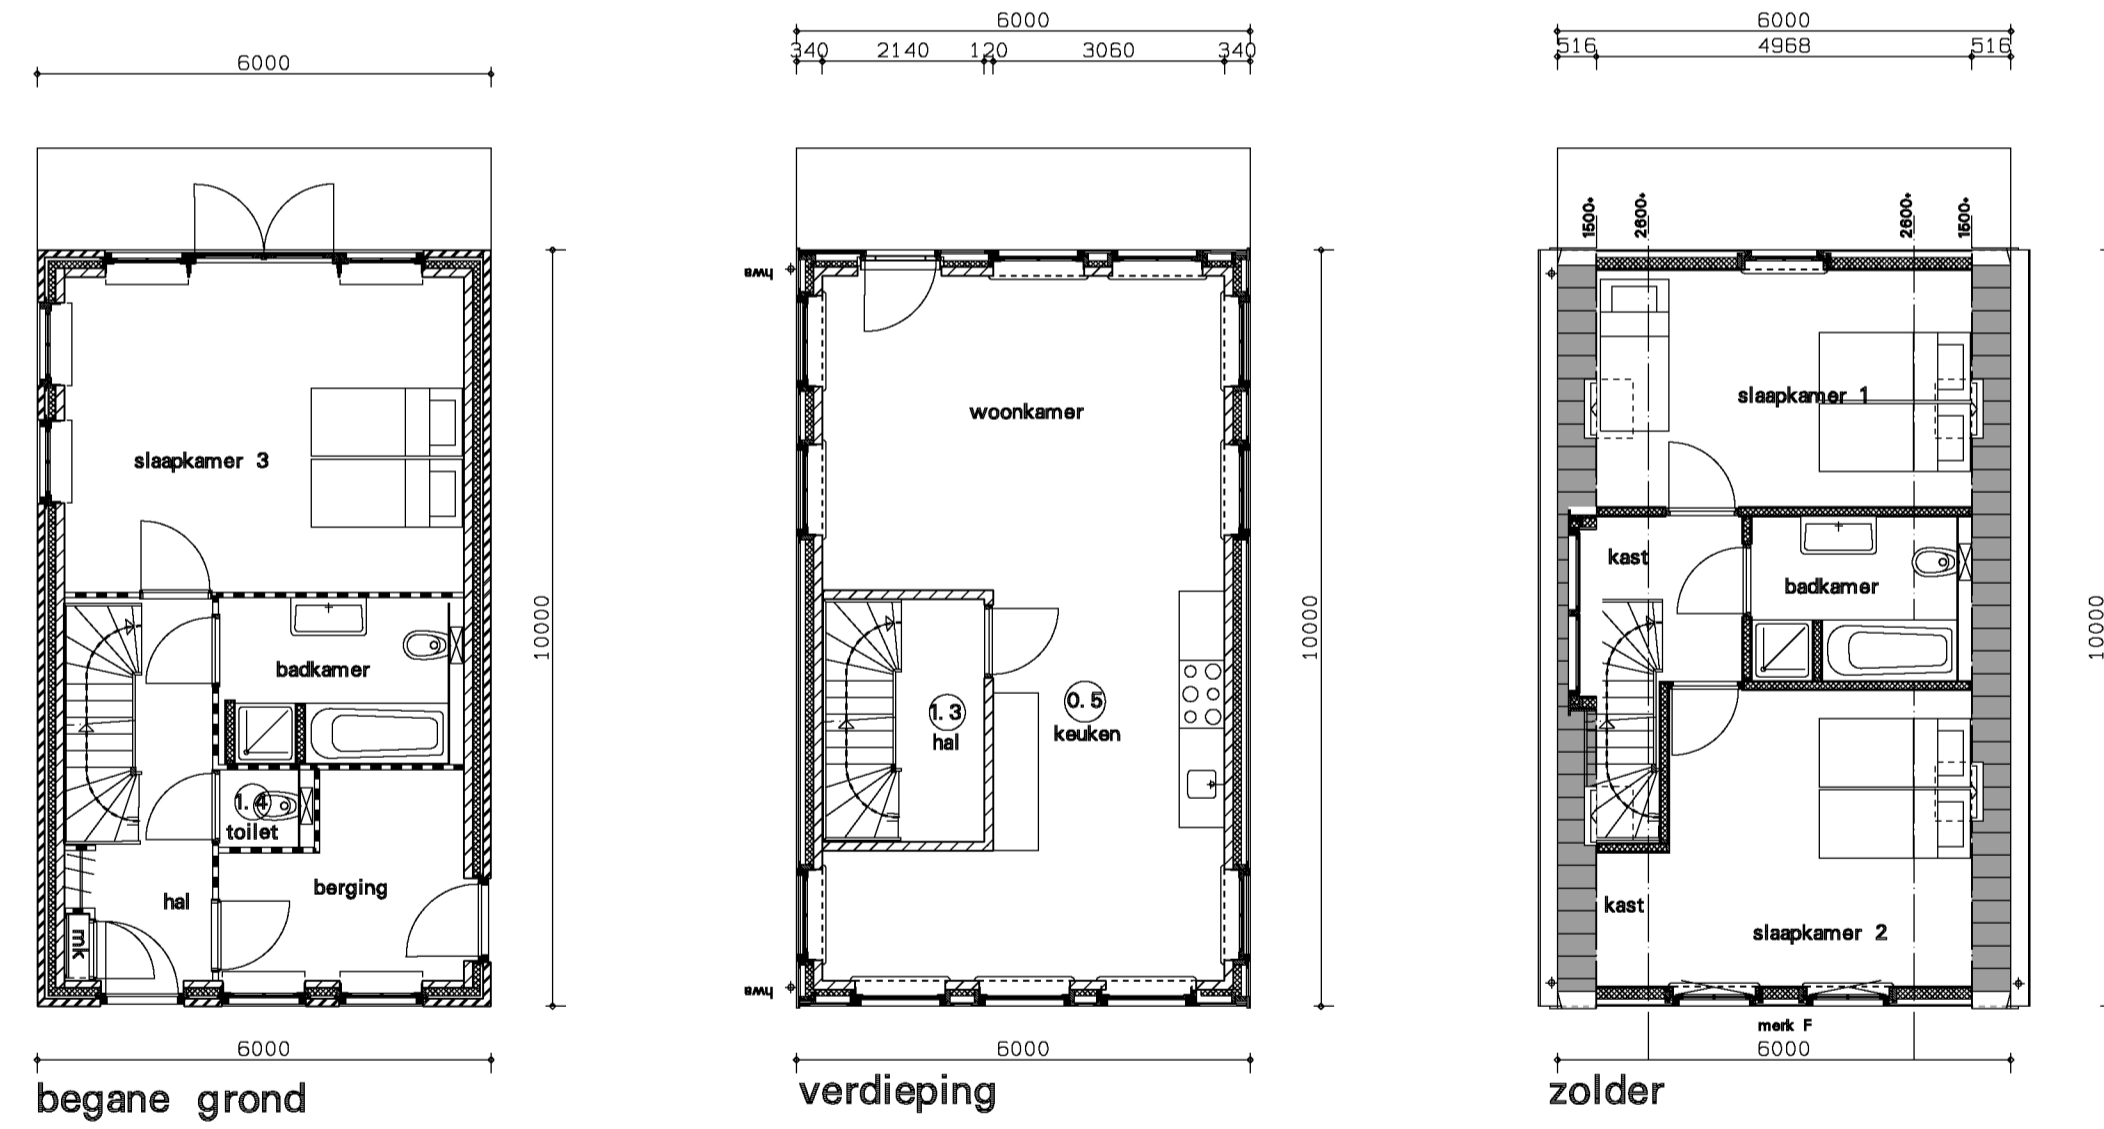 6000
6000
6000
340 2140 120 3060 340
516 4968 516
1500+
2600+
2600+
1500+
hwa
slaapkamer 3
woonkamer
slaapkamer 1
10000
10000
10000
badkamer
kast
badkamer
1.3
hal
0.5
keuken
1.4
toilet
hal
berging
mk
kast
slaapkamer 2
hwa
merk F
6000
6000
6000
begane grond
verdieping
zolder